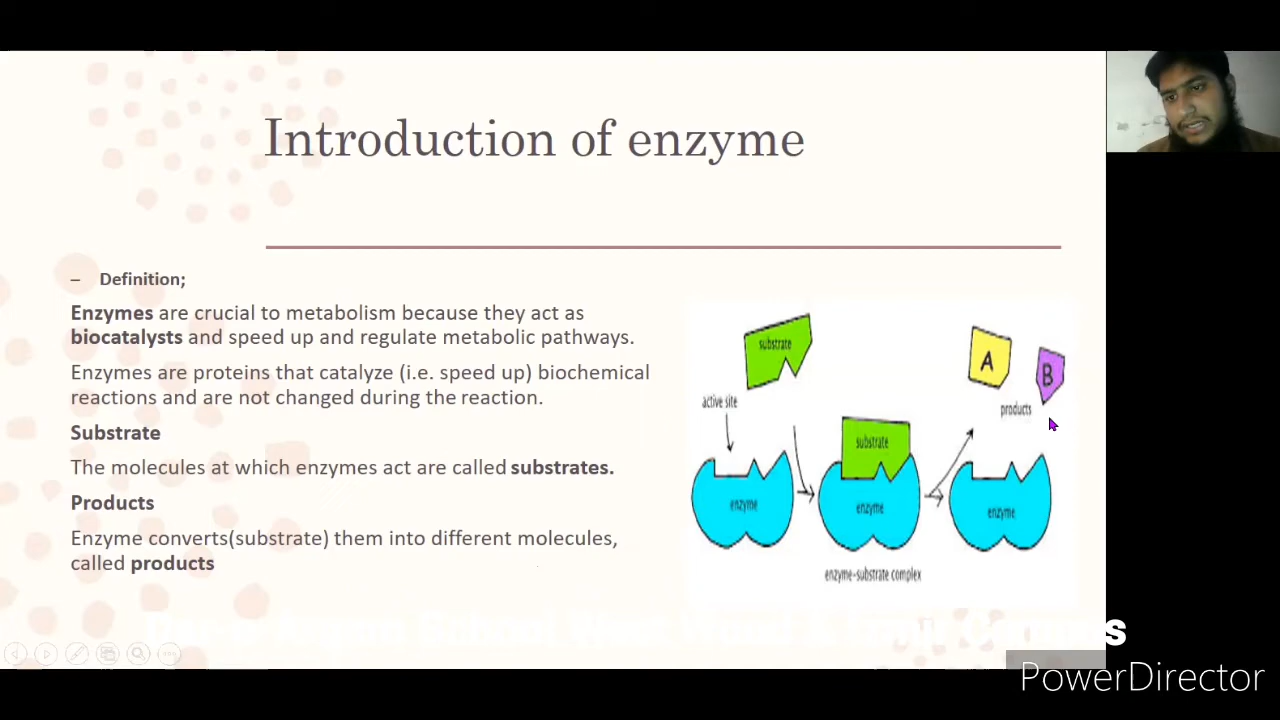 Introduction of enzyme
– Definition;
Enzymes are crucial to metabolism because they act as
biocatalysts and speed up and regulate metabolic pathways.
Enzymes are proteins that catalyze (i.e. speed up) biochemical
reactions and are not changed during the reaction.
Substrate
The molecules at which enzymes act are called substrates.
Products
Enzyme converts(substrate) them into different molecules,
called products
substrate
A
B
products
active site
substrate
enzyme
enzyme
enzyme
enzyme-substrate complex
PowerDirector